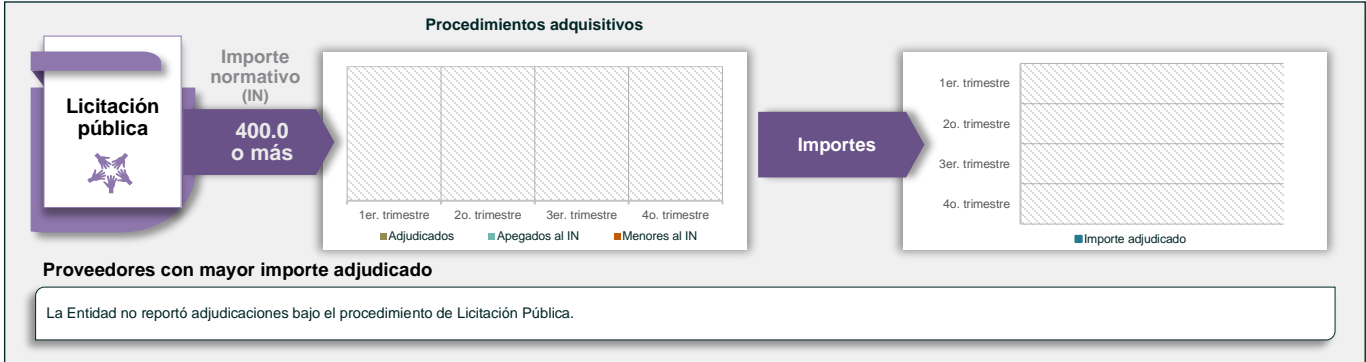 Procedimientos adquisitivos
Licitación
pública
Importe
normativo
(IN)
400.0
o más
1er. trimestre 2o. trimestre 3er. trimestre 4o. trimestre
Adjudicados Apegados al IN Menores al IN
Importes
1er. trimestre
2o. trimestre
3er. trimestre
4o. trimestre
Importe adjudicado
Proveedores con mayor importe adjudicado
La Entidad no reportó adjudicaciones bajo el procedimiento de Licitación Pública.